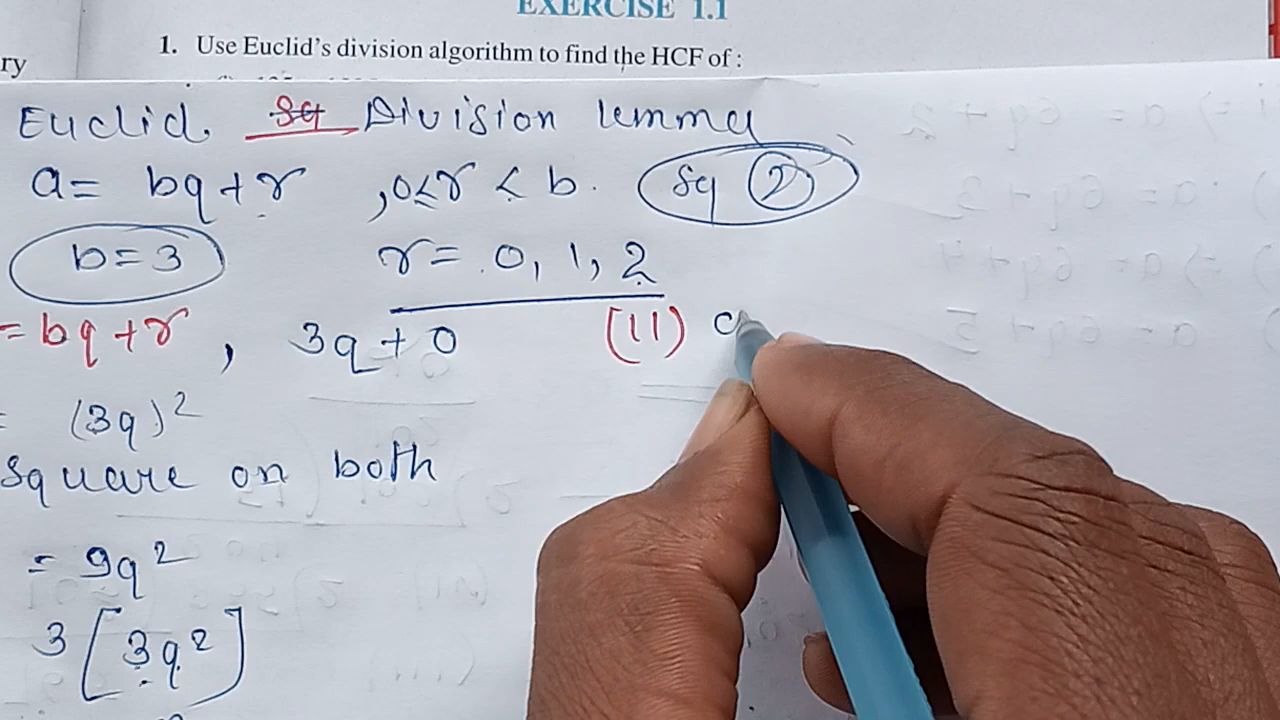 EXERCISE 1.1
1. Use Euclid's division algorithm to find the HCF of :
ry
Euclid Division lemma
a = bq + r , 0 ≤ r < b. Sq 2
b = 3 r = 0, 1, 2
= bq + r , 3q + 0 (11) a
= (3q)²
Square on both
= 9q²
3 [3q²]